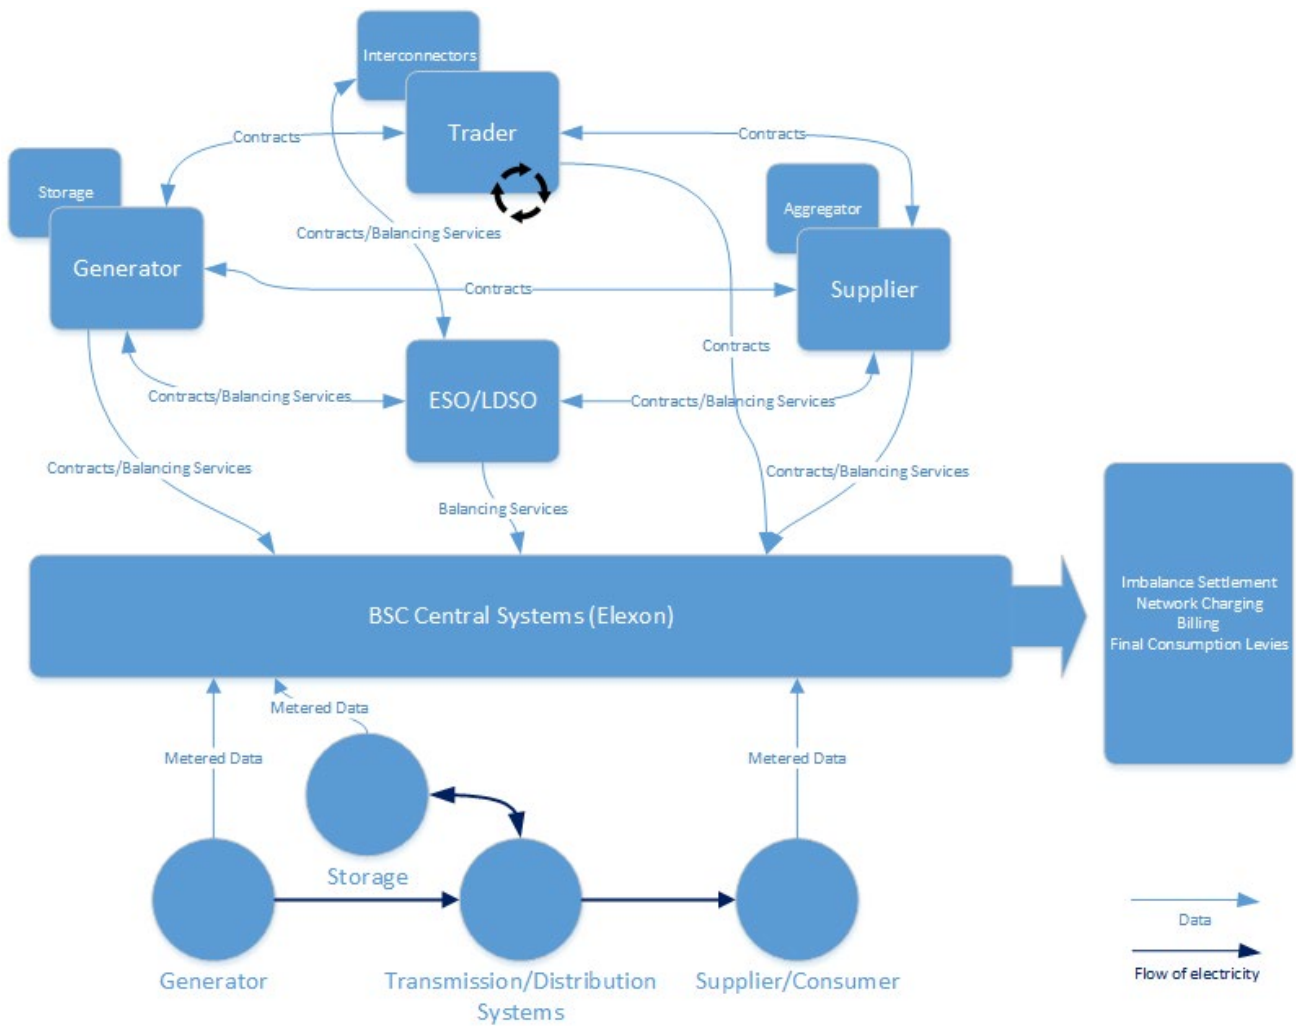 Interconnectors
Trader
Contracts
Contracts
Storage
Aggregator
Contracts/Balancing Services
Generator
Contracts
Supplier
Contracts
Contracts/Balancing Services
ESO/LDSO
Contracts/Balancing Services
Contracts/Balancing Services
Contracts/Balancing Services
Balancing Services
Imbalance Settlement
Network Charging
Billing
Final Consumption Levies
BSC Central Systems (Elexon)
Metered Data
Metered Data
Metered Data
Storage
Generator
Transmission/Distribution
Systems
Supplier/Consumer
Data
Flow of electricity